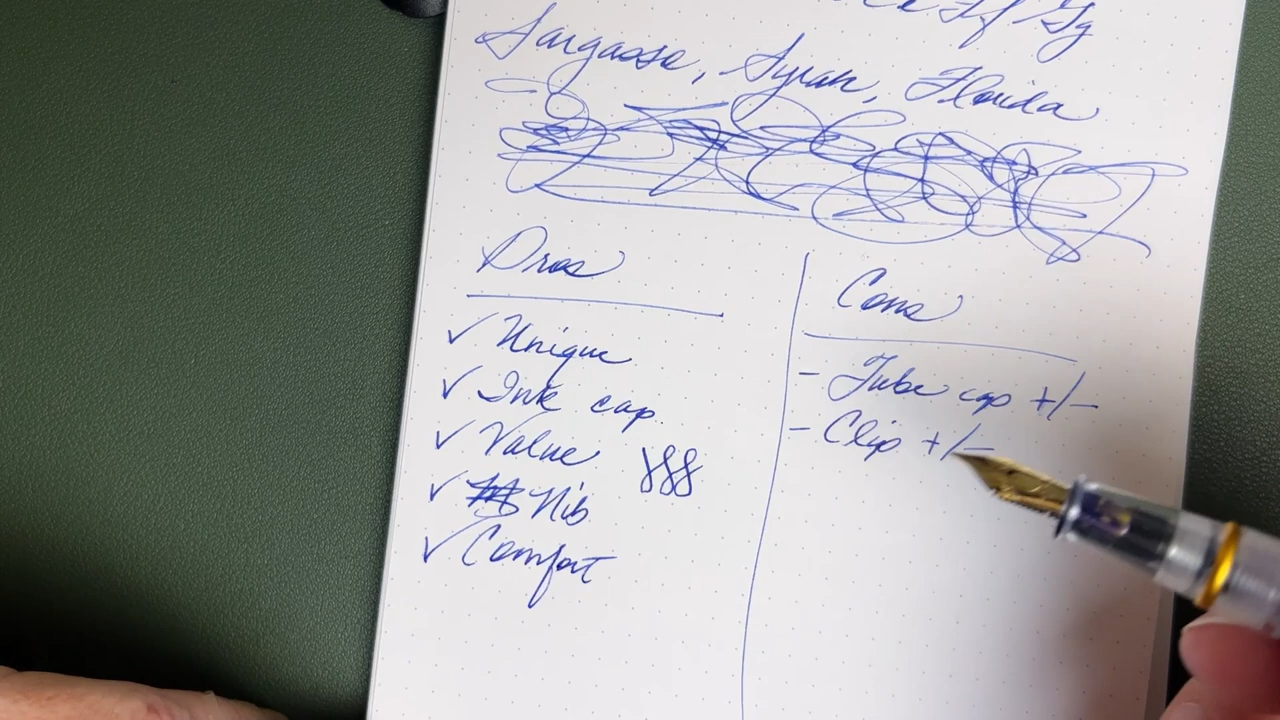 Sargasso, Syrah, Florida
Pros
✓ Unique
✓ Ink cap.
✓ Value
✓ Nib
✓ Comfort
Cons
- Tube cap +/-
- Clip +/-